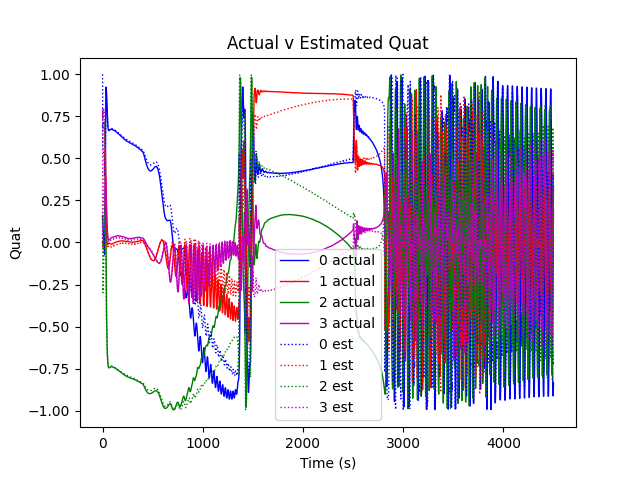 Actual v Estimated Quat
1.00
0.75
0.50
0.25
0.00
−0.25
−0.50
−0.75
−1.00
Quat
0 actual
1 actual
2 actual
3 actual
0 est
1 est
2 est
3 est
0 1000 2000 3000 4000
Time (s)